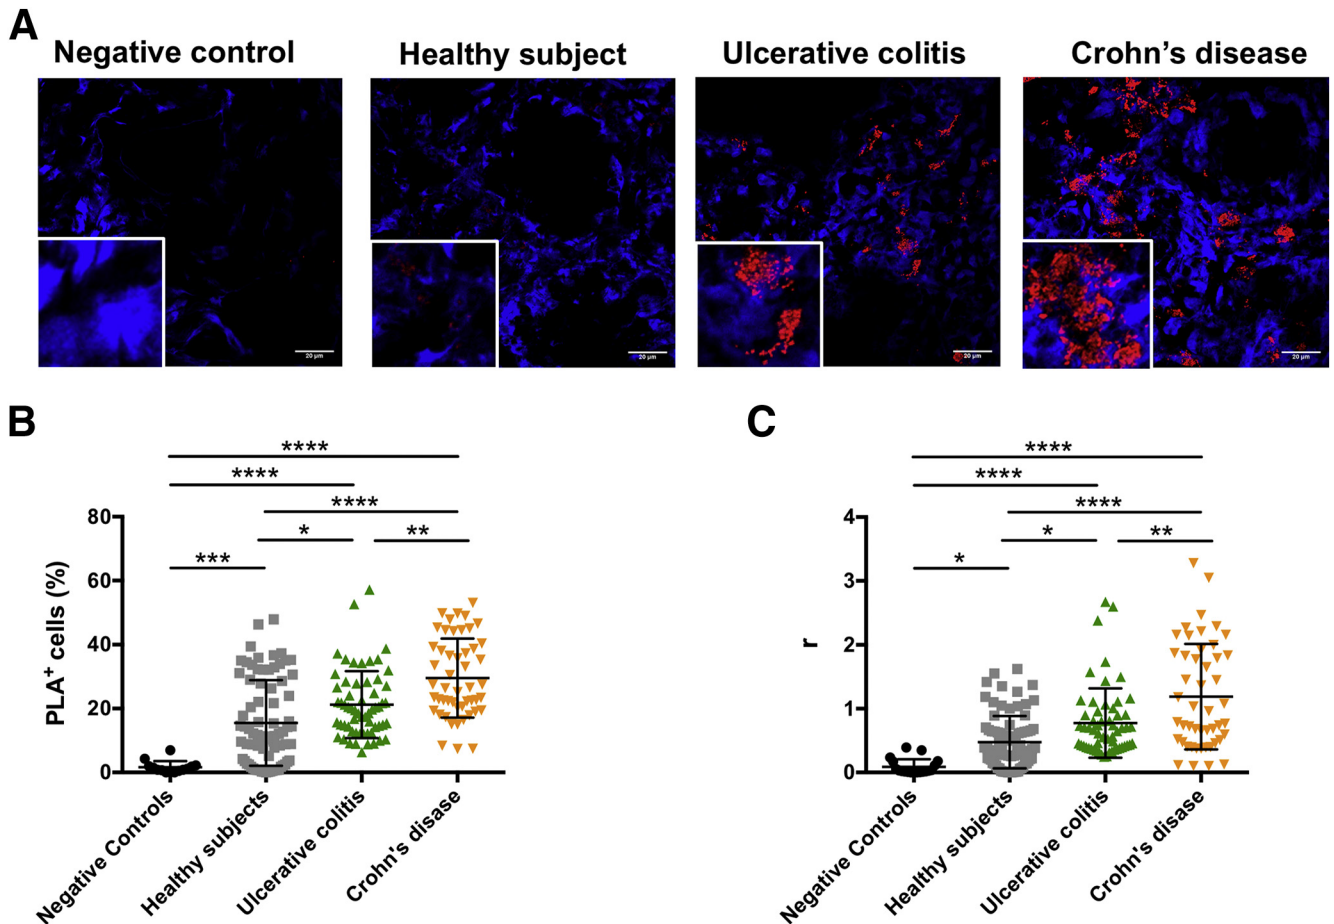 A
Negative control
Healthy subject
Ulcerative colitis
Crohn’s disease
20 µm
20 µm
20 µm
20 µm
B
****
****
****
*
**
***
PLA+ cells (%)
80
60
40
20
0
Negative Controls
Healthy subjects
Ulcerative colitis
Crohn's disase
C
****
****
****
*
**
*
r
4
3
2
1
0
Negative Controls
Healthy subjects
Ulcerative colitis
Crohn's disase